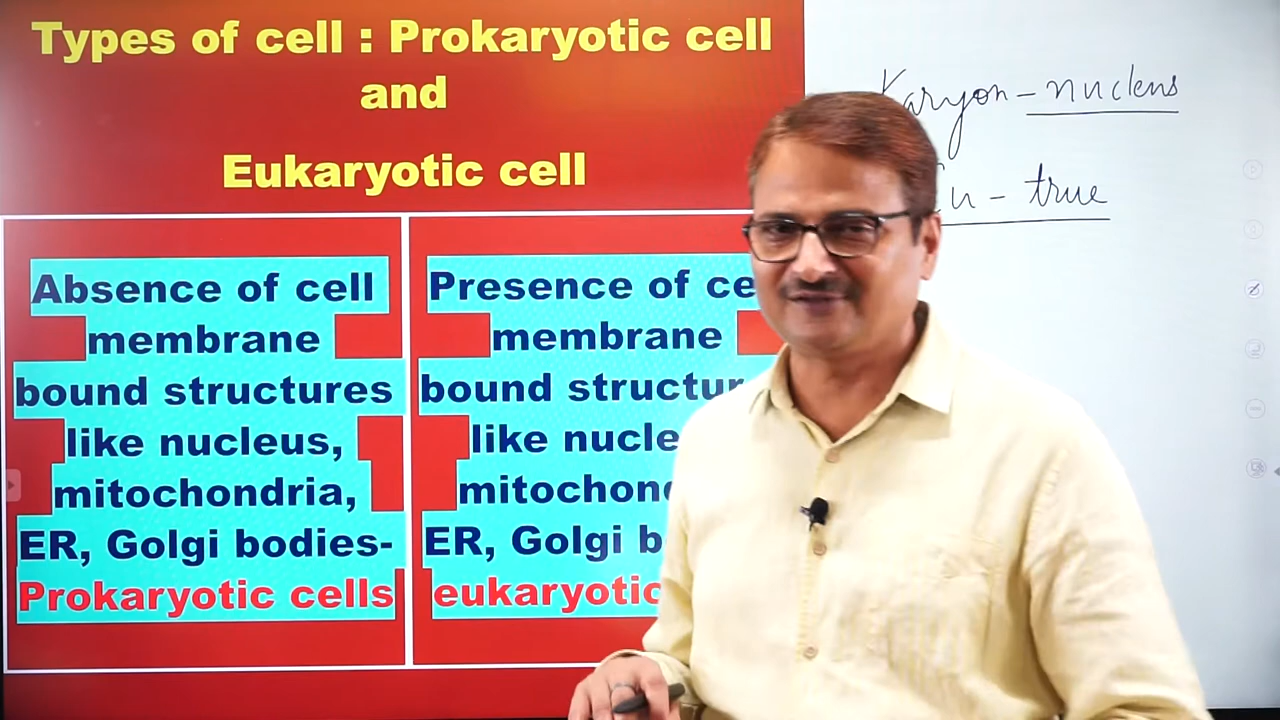 Types of cell : Prokaryotic cell
and
Eukaryotic cell
Absence of cell
membrane
bound structures
like nucleus,
mitochondria,
ER, Golgi bodies-
Prokaryotic cells
Presence of ce
membrane
bound structur
like nucle
mitochond
ER, Golgi b
eukaryotic
Karyon - nucleus
u - true